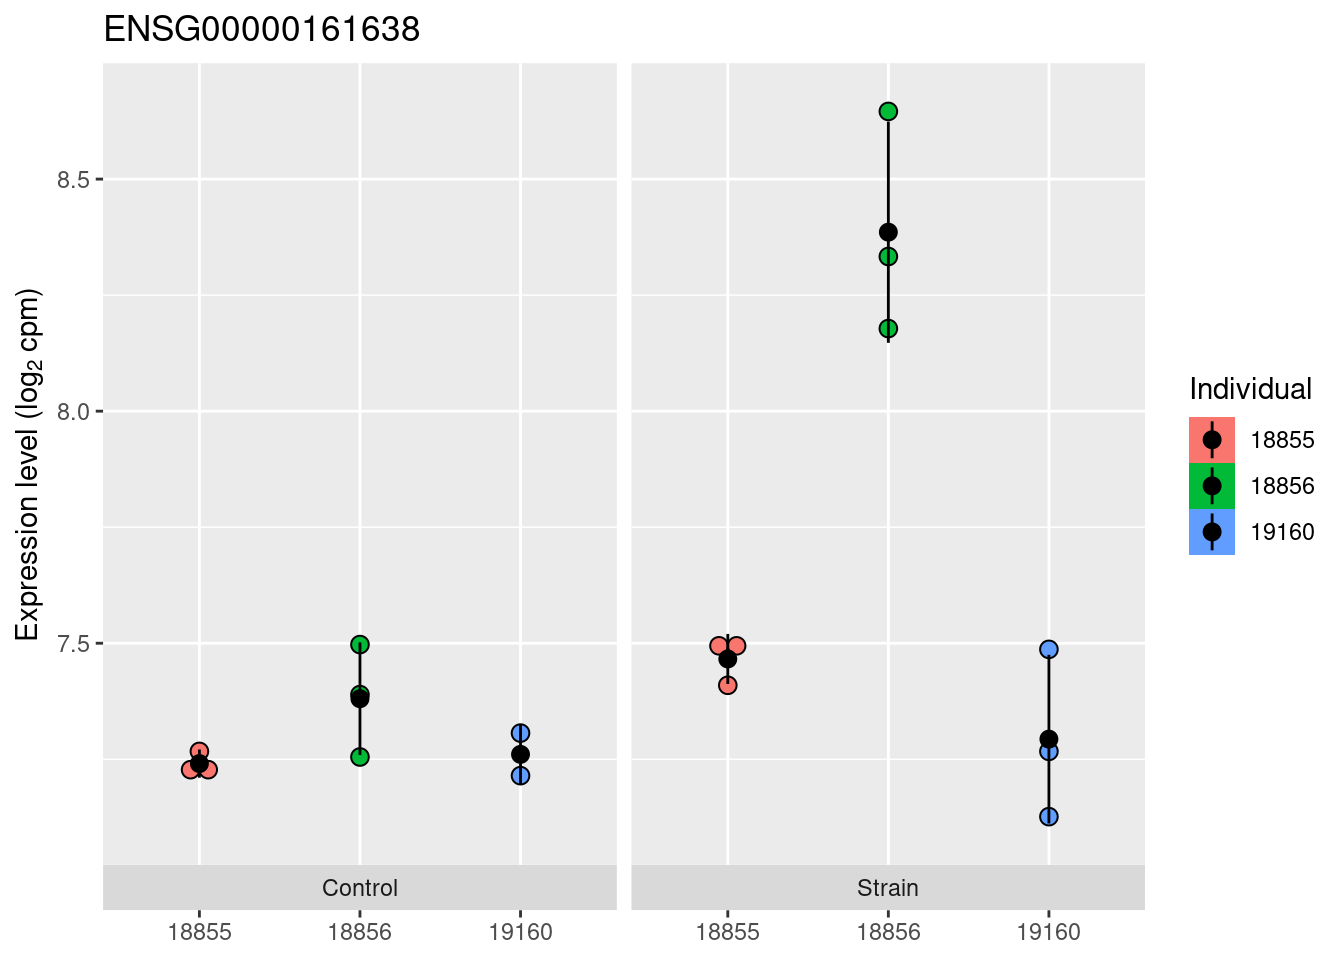 ENSG00000161638
Expression level (log₂ cpm)
8.5
8.0
7.5
Control
Strain
18855
18856
19160
18855
18856
19160
Individual
18855
18856
19160